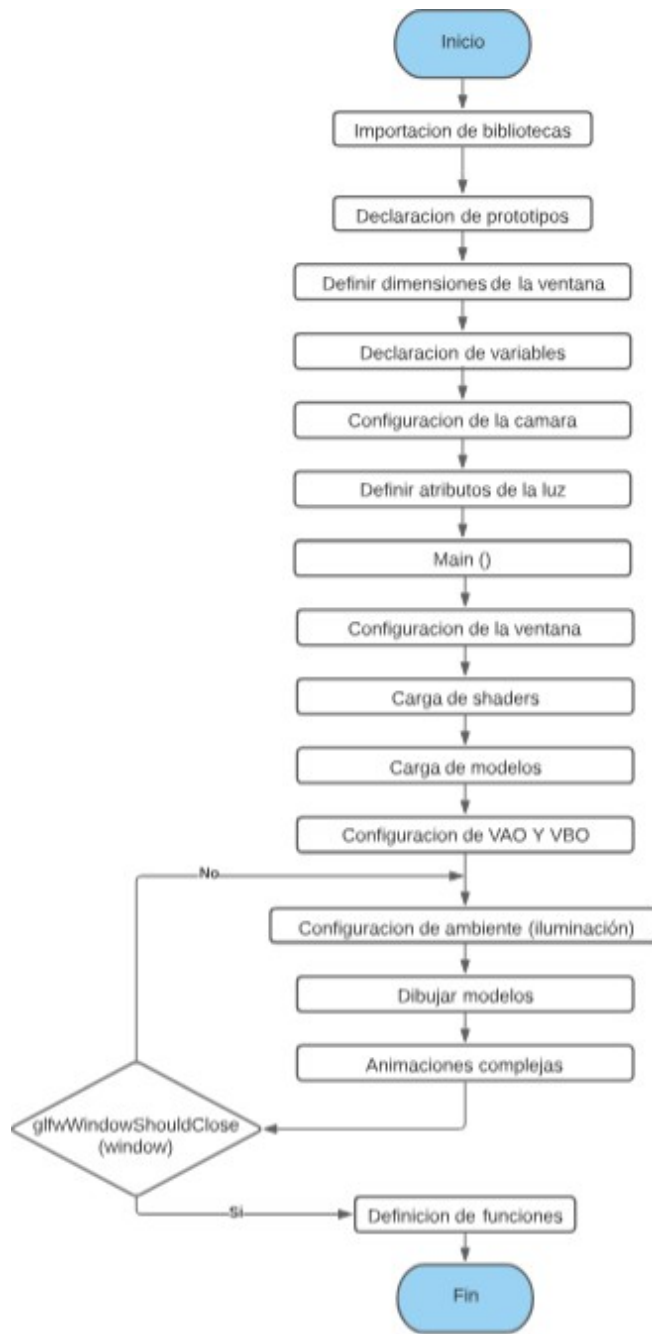 Inicio
Importacion de bibliotecas
Declaracion de prototipos
Definir dimensiones de la ventana
Declaracion de variables
Configuracion de la camara
Definir atributos de la luz
Main ()
Configuracion de la ventana
Carga de shaders
Carga de modelos
Configuracion de VAO Y VBO
No
Configuracion de ambiente (iluminación)
Dibujar modelos
Animaciones complejas
glfwWindowShouldClose
(window)
Si
Definicion de funciones
Fin